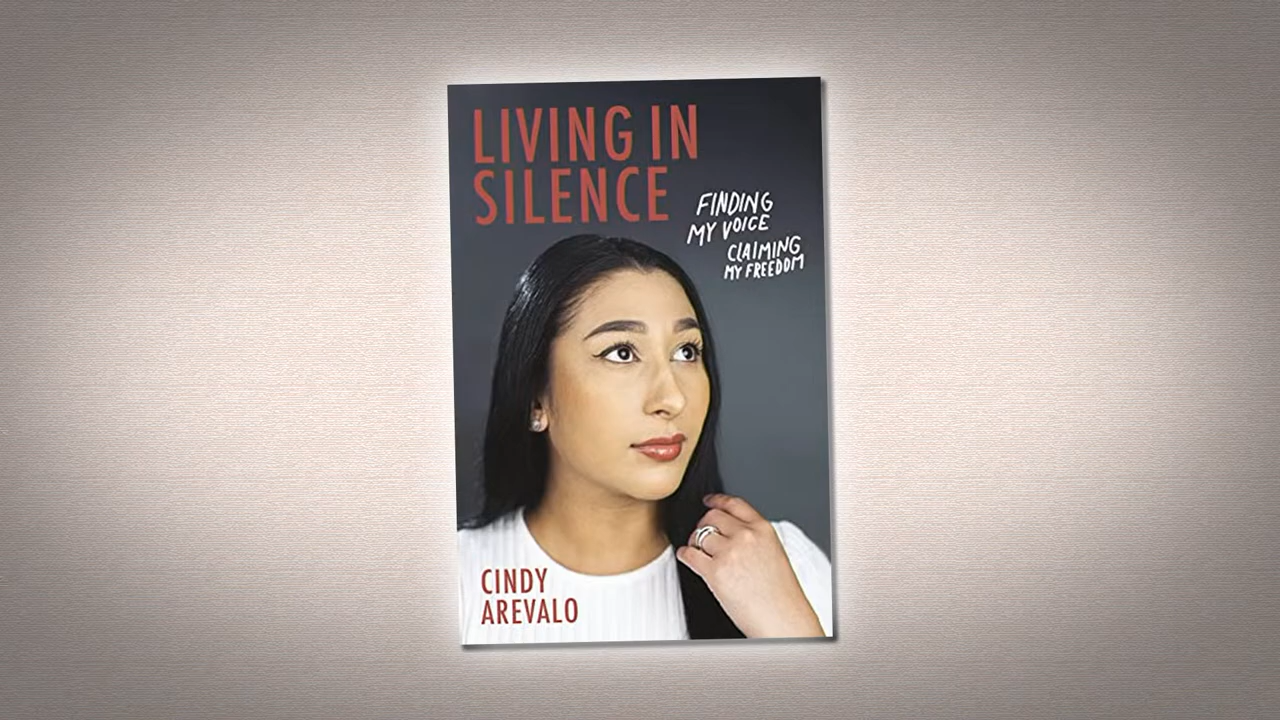 LIVING IN
SILENCE
FINDING
MY VOICE
CLAIMING
MY FREEDOM
CINDY
AREVALO